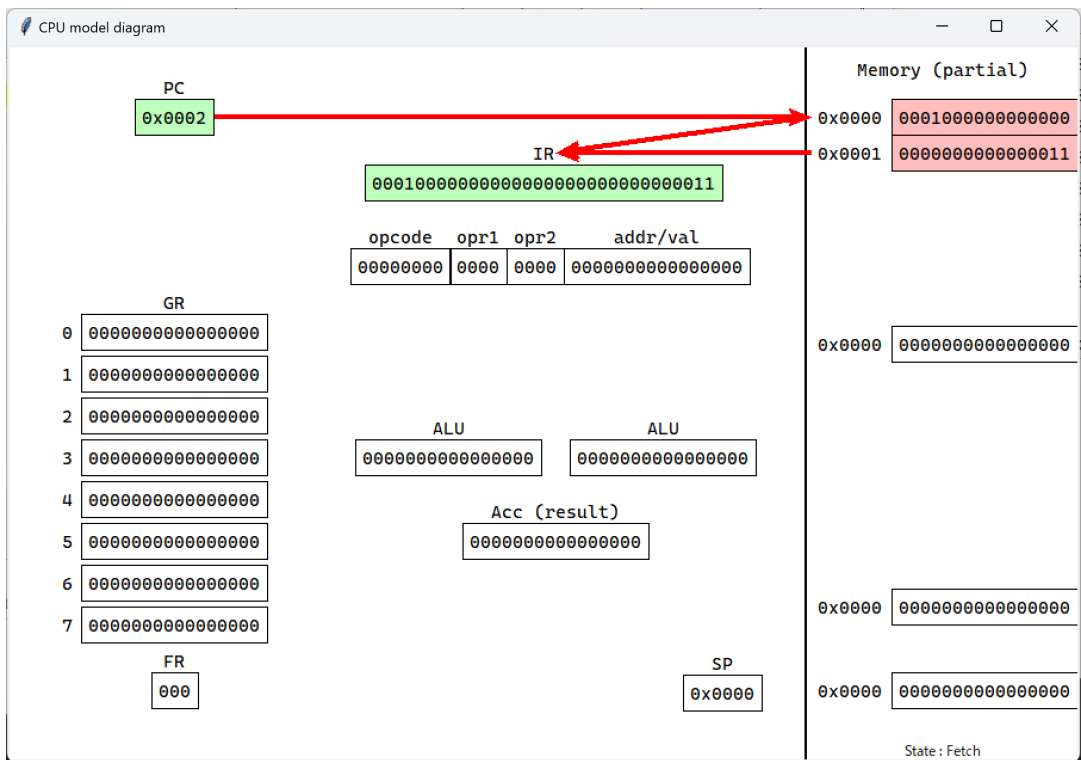 CPU model diagram
Memory (partial)
PC
0x0002
0x0000 0001000000000000
0x0001 0000000000000011
IR
00010000000000000000000000000011
opcode opr1 opr2 addr/val
00000000 0000 0000 0000000000000000
GR
0 0000000000000000
0x0000 0000000000000000
1 0000000000000000
2 0000000000000000
ALU ALU
3 0000000000000000
0000000000000000 0000000000000000
4 0000000000000000
Acc (result)
5 0000000000000000
0000000000000000
6 0000000000000000
0x0000 0000000000000000
7 0000000000000000
FR
000
SP
0x0000
0x0000 0000000000000000
State : Fetch